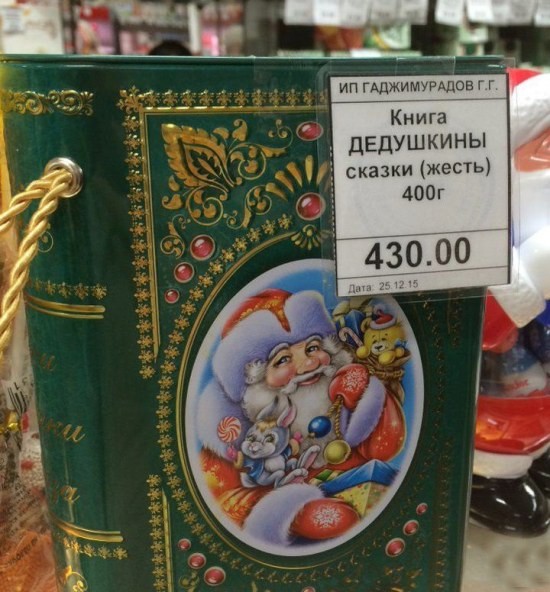 ИП ГАДЖИМУРАДОВ Г.Г.
Книга
ДЕДУШКИНЫ
сказки (жесть)
400г
430.00
Дата: 25.12.15